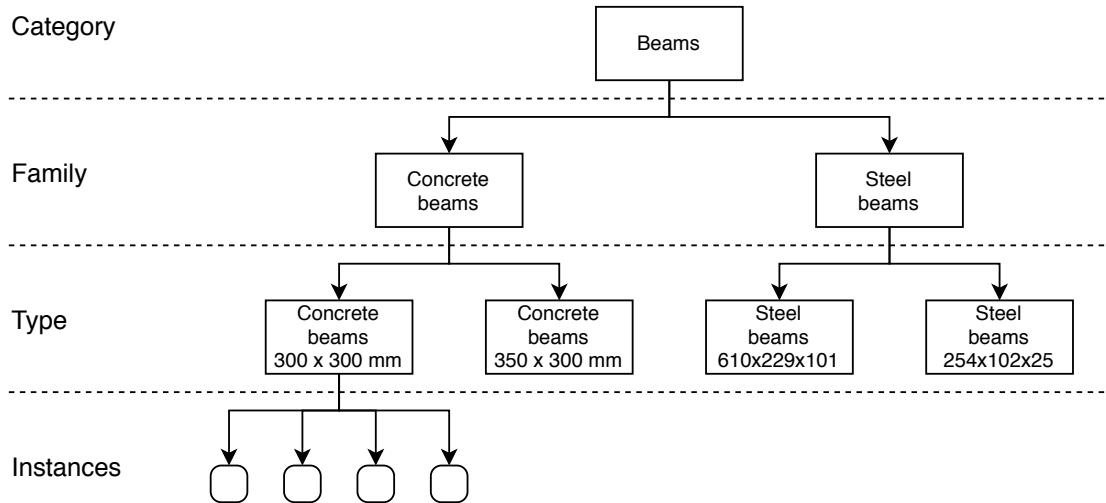 Category
Beams
Family
Concrete
beams
Steel
beams
Type
Concrete
beams
300 x 300 mm
Concrete
beams
350 x 300 mm
Steel
beams
610x229x101
Steel
beams
254x102x25
Instances